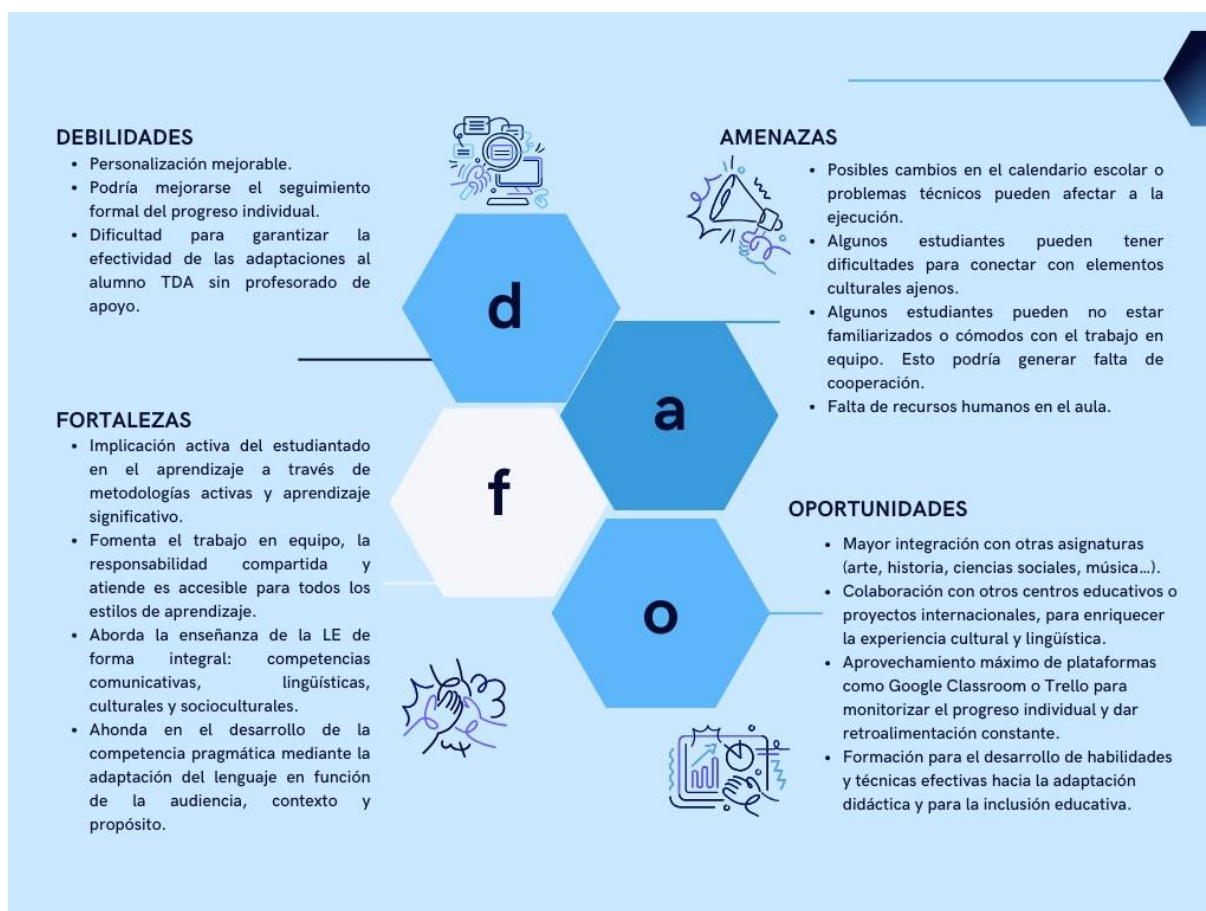 DEBILIDADES
• Personalización mejorable.
• Podría mejorarse el seguimiento
formal del progreso individual.
• Dificultad para garantizar la
efectividad de las adaptaciones al
alumno TDA sin profesorado de
apoyo.
d
AMENAZAS
• Posibles cambios en el calendario escolar o
problemas técnicos pueden afectar a la
ejecución.
• Algunos estudiantes pueden tener
dificultades para conectar con elementos
culturales ajenos.
• Algunos estudiantes pueden no estar
familiarizados o cómodos con el trabajo en
equipo. Esto podría generar falta de
cooperación.
• Falta de recursos humanos en el aula.
a
FORTALEZAS
• Implicación activa del estudiantado
en el aprendizaje a través de
metodologías activas y aprendizaje
significativo.
• Fomenta el trabajo en equipo, la
responsabilidad compartida y
atiende es accesible para todos los
estilos de aprendizaje.
• Aborda la enseñanza de la LE de
forma integral: competencias
comunicativas, lingüísticas,
culturales y socioculturales.
• Ahonda en el desarrollo de la
competencia pragmática mediante la
adaptación del lenguaje en función
de la audiencia, contexto y
propósito.
f
OPORTUNIDADES
• Mayor integración con otras asignaturas
(arte, historia, ciencias sociales, música...).
• Colaboración con otros centros educativos o
proyectos internacionales, para enriquecer
la experiencia cultural y lingüística.
• Aprovechamiento máximo de plataformas
como Google Classroom o Trello para
monitorizar el progreso individual y dar
retroalimentación constante.
• Formación para el desarrollo de habilidades
y técnicas efectivas hacia la adaptación
didáctica y para la inclusión educativa.
o